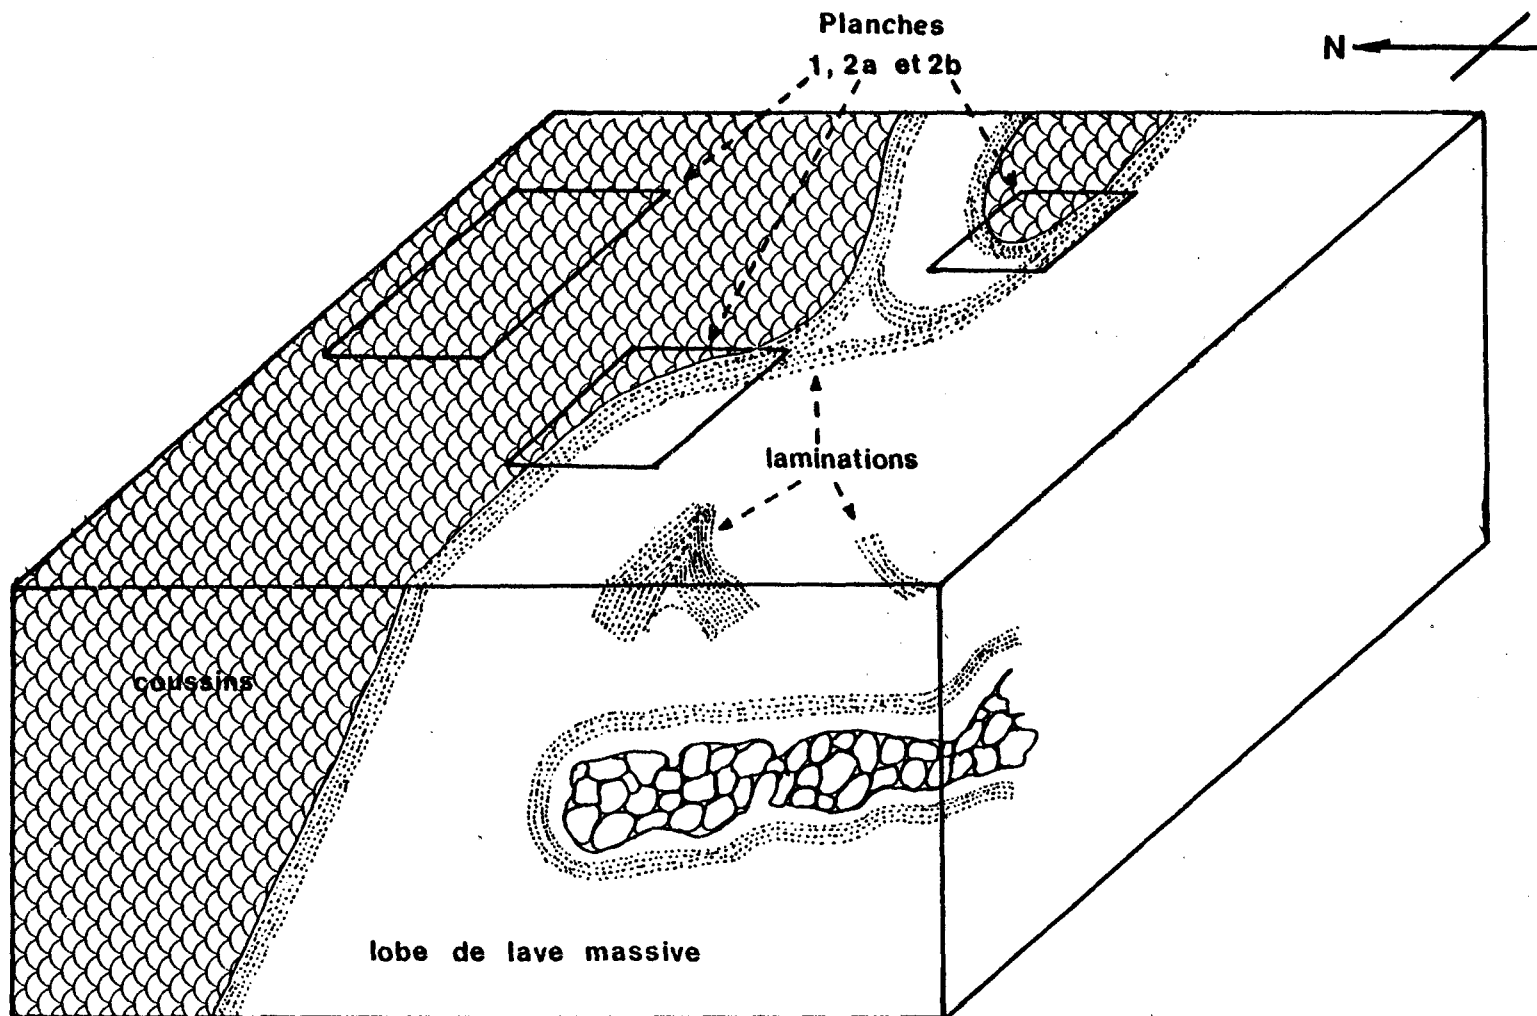 Planches
1, 2a et 2b
N
laminations
coussins
lobe de lave massive